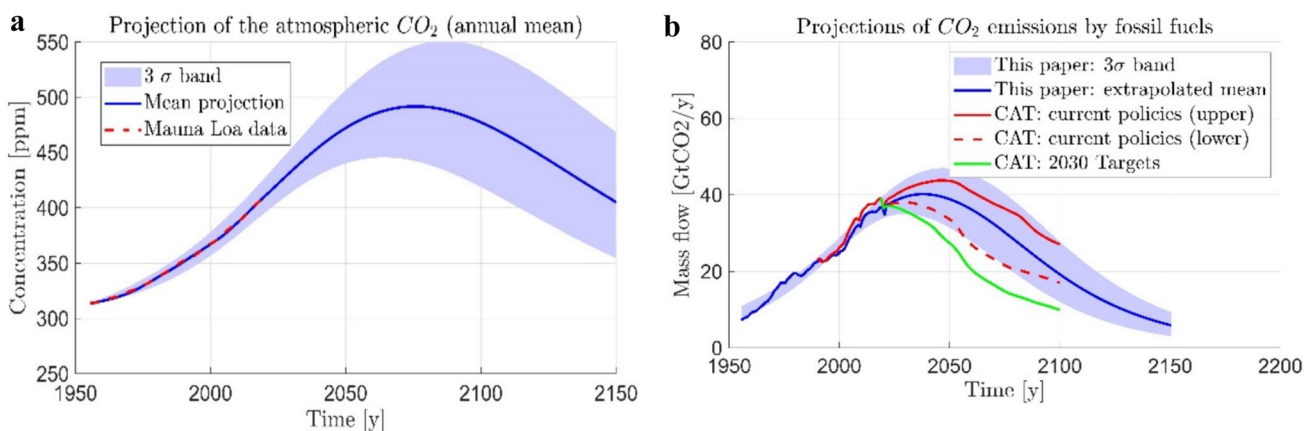 a
Projection of the atmospheric CO2 (annual mean)
550
500
450
400
350
300
250
Concentration [ppm]
3 σ band
Mean projection
Mauna Loa data
1950 2000 2050 2100 2150
Time [y]
b
Projections of CO2 emissions by fossil fuels
80
60
40
20
0
Mass flow [GtCO2/y]
This paper: 3σ band
This paper: extrapolated mean
CAT: current policies (upper)
CAT: current policies (lower)
CAT: 2030 Targets
1950 2000 2050 2100 2150 2200
Time [y]